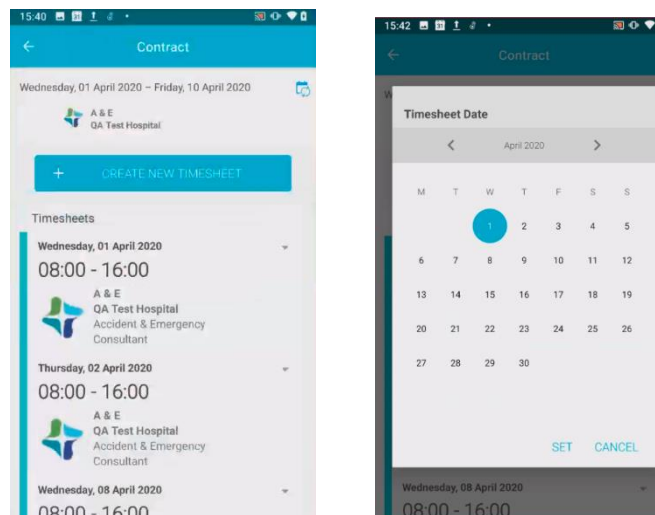 15:40
Contract
Wednesday, 01 April 2020 – Friday, 10 April 2020
A & E
QA Test Hospital
+ CREATE NEW TIMESHEET
Timesheets
Wednesday, 01 April 2020
08:00 - 16:00
A & E
QA Test Hospital
Accident & Emergency
Consultant
Thursday, 02 April 2020
08:00 - 16:00
A & E
QA Test Hospital
Accident & Emergency
Consultant
Wednesday, 08 April 2020
08:00 - 16:00
15:42
Contract
W
Timesheet Date
April 2020
M T W T F S S
1 2 3 4 5
6 7 8 9 10 11 12
13 14 15 16 17 18 19
20 21 22 23 24 25 26
27 28 29 30
SET CANCEL
Wednesday, 08 April 2020
08:00 - 16:00